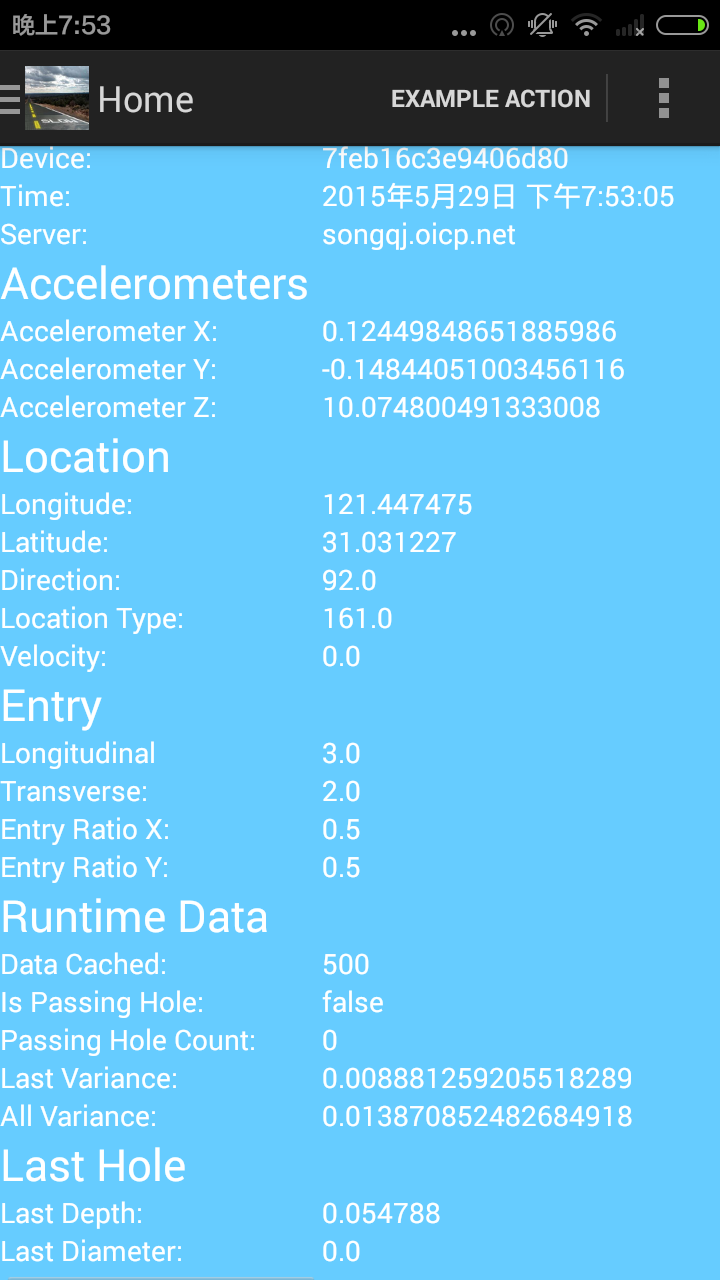 晚上7:53
Home EXAMPLE ACTION
Device: 7feb16c3e9406d80
Time: 2015年5月29日 下午7:53:05
Server: songqj.oicp.net
Accelerometers
Accelerometer X: 0.12449848651885986
Accelerometer Y: -0.14844051003456116
Accelerometer Z: 10.074800491333008
Location
Longitude: 121.447475
Latitude: 31.031227
Direction: 92.0
Location Type: 161.0
Velocity: 0.0
Entry
Longitudinal 3.0
Transverse: 2.0
Entry Ratio X: 0.5
Entry Ratio Y: 0.5
Runtime Data
Data Cached: 500
Is Passing Hole: false
Passing Hole Count: 0
Last Variance: 0.008881259205518289
All Variance: 0.013870852482684918
Last Hole
Last Depth: 0.054788
Last Diameter: 0.0